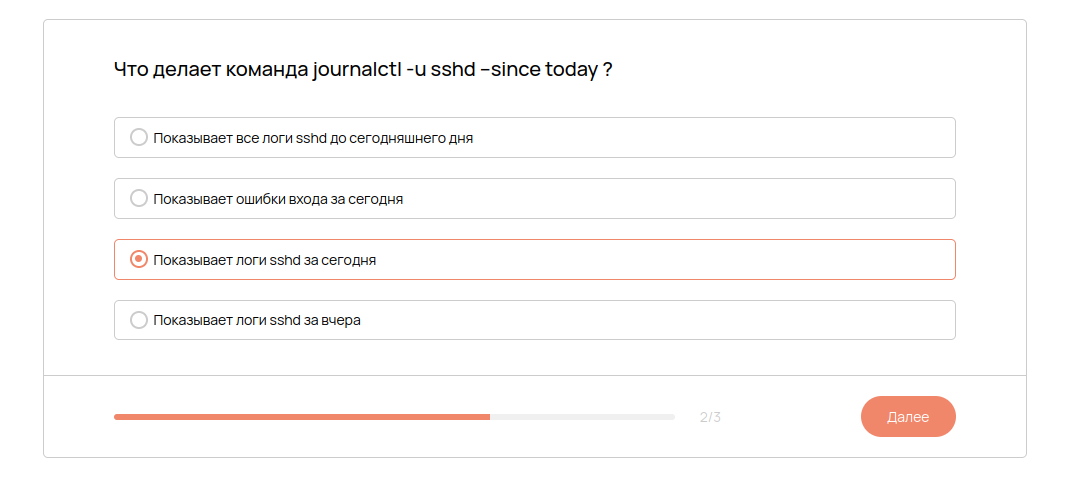 Что делает команда journalctl -u sshd –since today ?
Показывает все логи sshd до сегодняшнего дня
Показывает ошибки входа за сегодня
Показывает логи sshd за сегодня
Показывает логи sshd за вчера
2/3
Далее